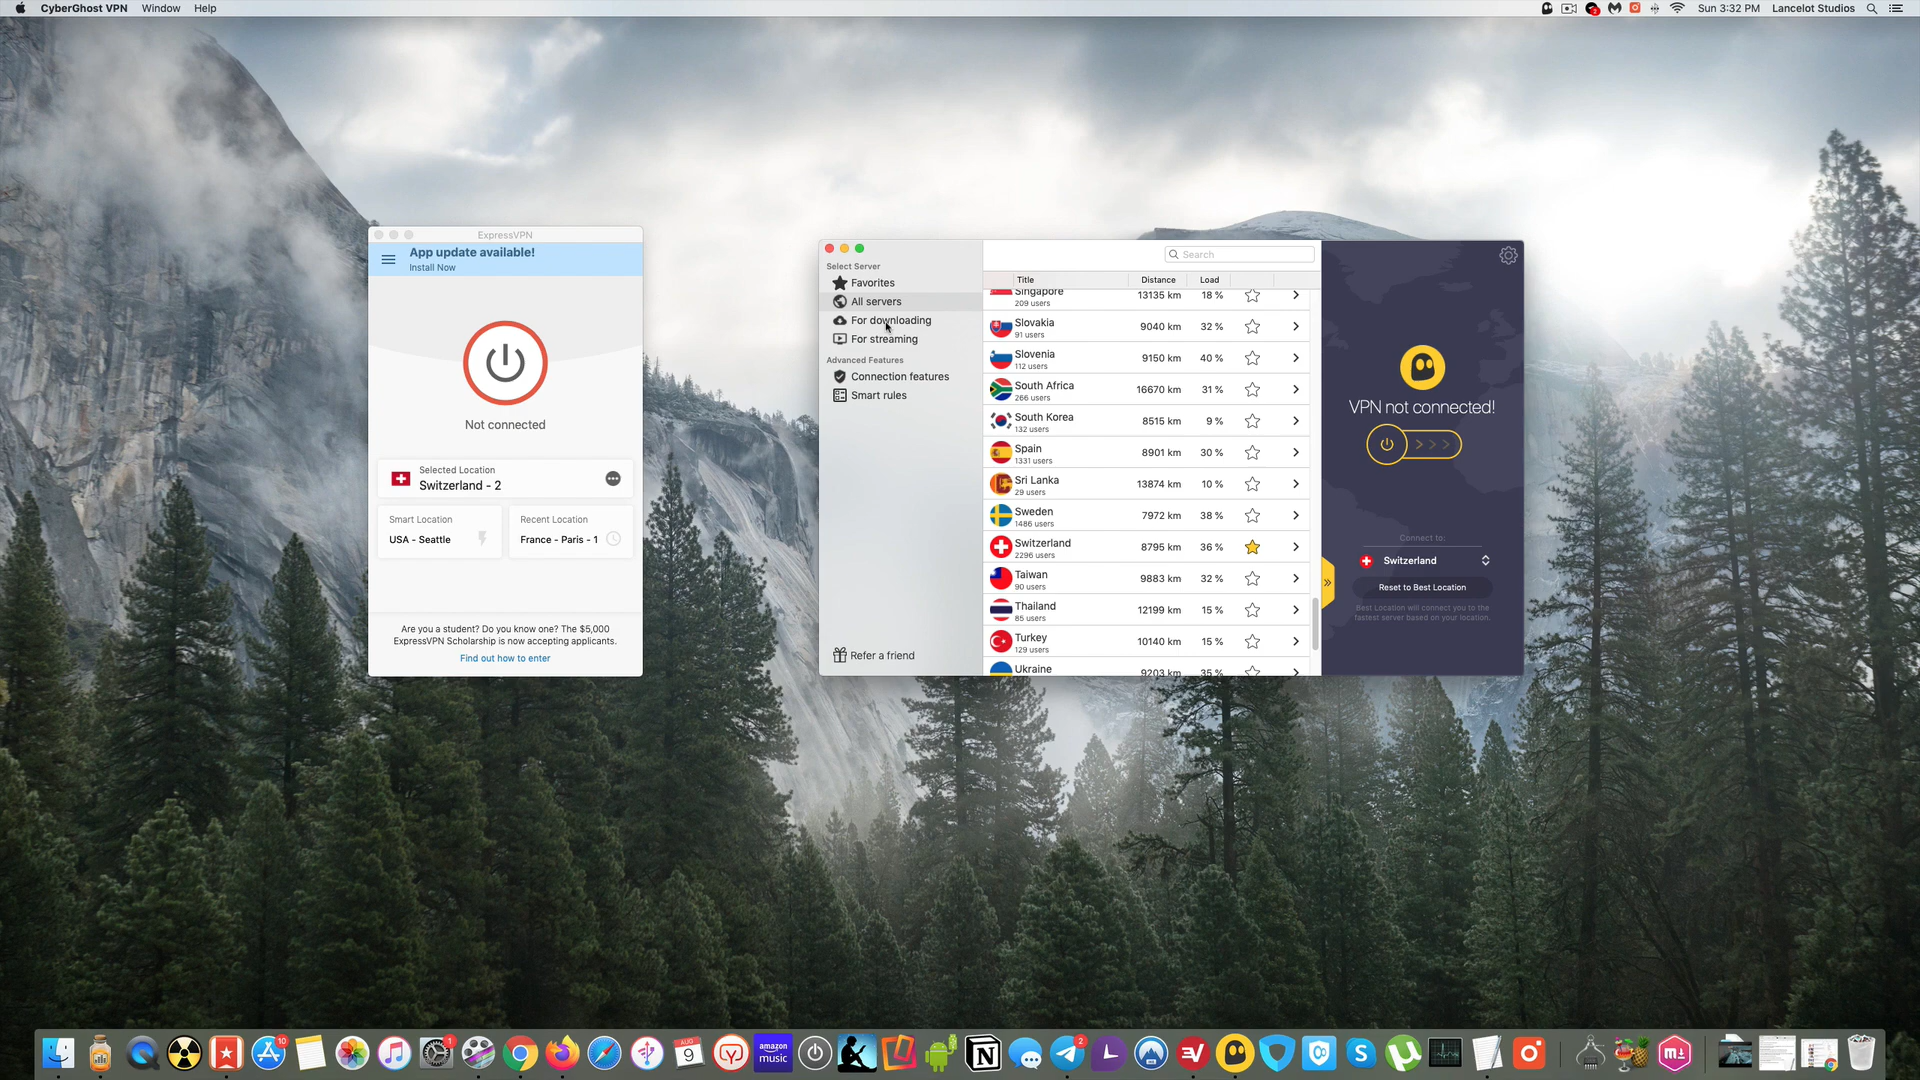 CyberGhost VPN Window Help
Sun 3:32 PM Lancelot Studios
ExpressVPN
App update available!
Install Now
Not connected
Selected Location
Switzerland - 2
Smart Location
USA - Seattle
Recent Location
France - Paris - 1
Are you a student? Do you know one? The $5,000
ExpressVPN Scholarship is now accepting applicants.
Find out how to enter
Select Server
Favorites
All servers
For downloading
For streaming
Advanced Features
Connection features
Smart rules
Refer a friend
Search
Title Distance Load
Singapore 13135 km 18 %
209 users
Slovakia 9040 km 32 %
91 users
Slovenia 9150 km 40 %
112 users
South Africa 16670 km 31 %
266 users
South Korea 8515 km 9 %
132 users
Spain 8901 km 30 %
1331 users
Sri Lanka 13874 km 10 %
29 users
Sweden 7972 km 38 %
1486 users
Switzerland 8795 km 36 %
2296 users
Taiwan 9883 km 32 %
90 users
Thailand 12199 km 15 %
85 users
Turkey 10140 km 15 %
129 users
Ukraine 9203 km 35 %
VPN not connected!
Connect to:
Switzerland
Reset to Best Location
Best Location will connect you to the
fastest server based on your location.
10
1
AUG
9
amazon
music
2